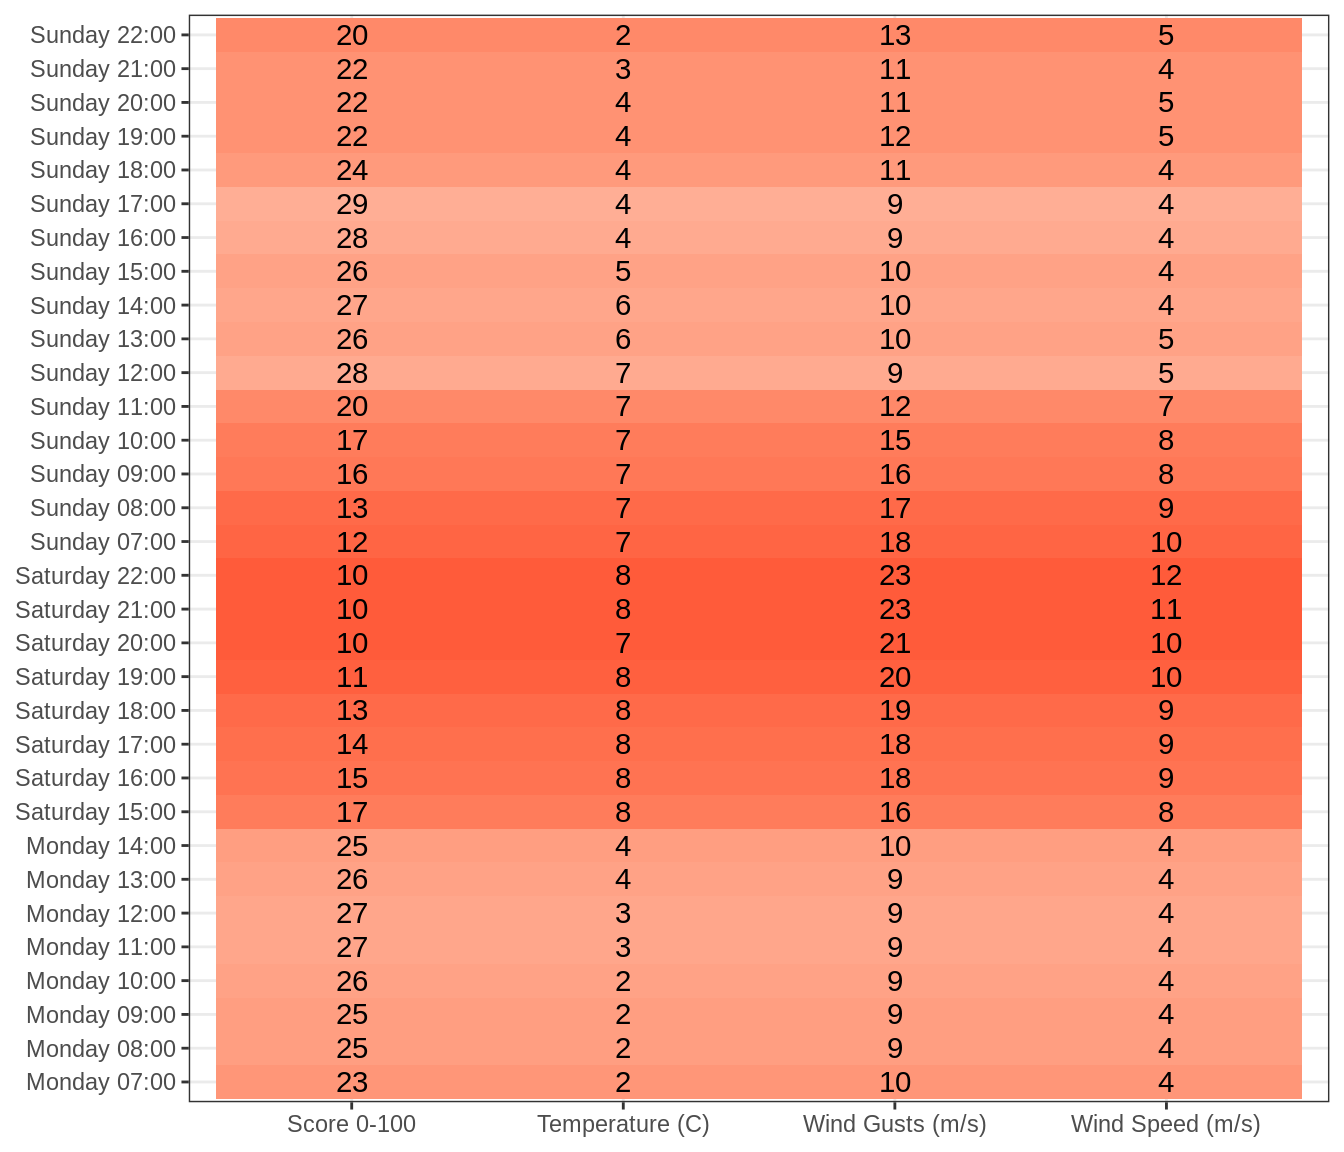 Sunday 22:00 20 2 13 5
Sunday 21:00 22 3 11 4
Sunday 20:00 22 4 11 5
Sunday 19:00 22 4 12 5
Sunday 18:00 24 4 11 4
Sunday 17:00 29 4 9 4
Sunday 16:00 28 4 9 4
Sunday 15:00 26 5 10 4
Sunday 14:00 27 6 10 4
Sunday 13:00 26 6 10 5
Sunday 12:00 28 7 9 5
Sunday 11:00 20 7 12 7
Sunday 10:00 17 7 15 8
Sunday 09:00 16 7 16 8
Sunday 08:00 13 7 17 9
Sunday 07:00 12 7 18 10
Saturday 22:00 10 8 23 12
Saturday 21:00 10 8 23 11
Saturday 20:00 10 7 21 10
Saturday 19:00 11 8 20 10
Saturday 18:00 13 8 19 9
Saturday 17:00 14 8 18 9
Saturday 16:00 15 8 18 9
Saturday 15:00 17 8 16 8
Monday 14:00 25 4 10 4
Monday 13:00 26 4 9 4
Monday 12:00 27 3 9 4
Monday 11:00 27 3 9 4
Monday 10:00 26 2 9 4
Monday 09:00 25 2 9 4
Monday 08:00 25 2 9 4
Monday 07:00 23 2 10 4
Score 0-100 Temperature (C) Wind Gusts (m/s) Wind Speed (m/s)